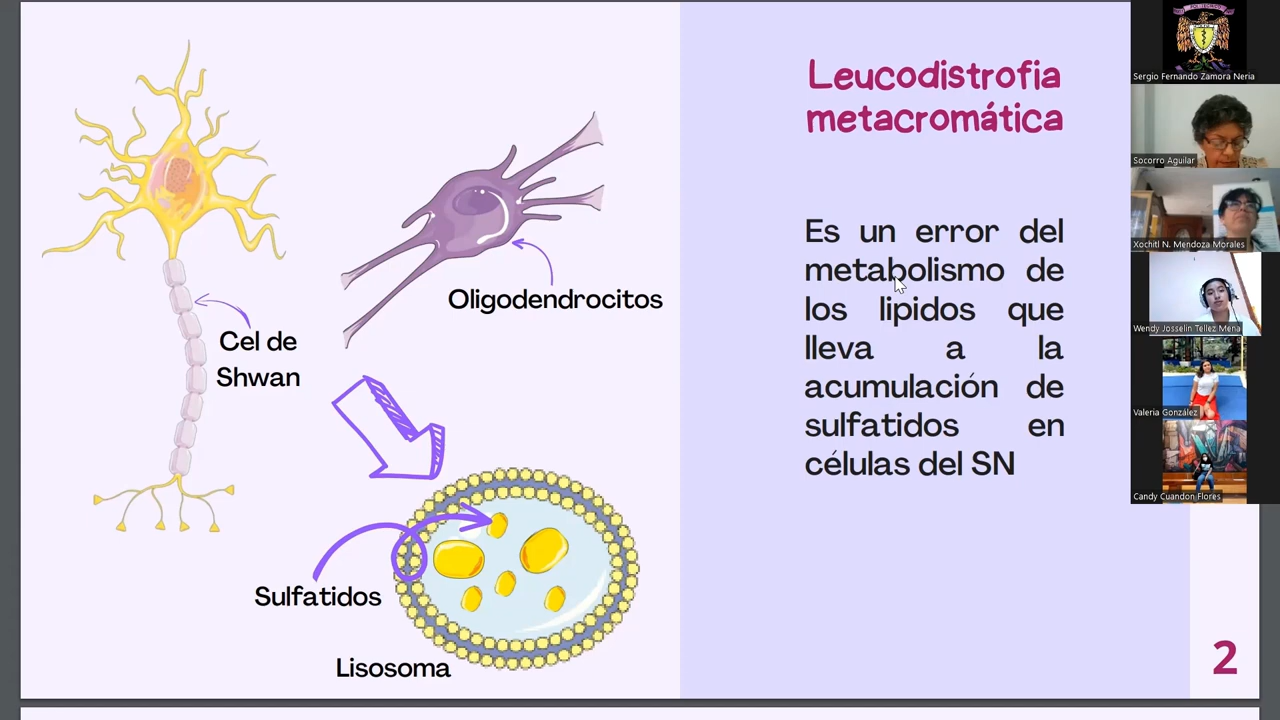 Leucodistrofia
metacromática
Es un error del
metabolismo de
los lipidos que
lleva a la
acumulación de
sulfatidos en
células del SN
Oligodendrocitos
Cel de
Shwan
Sulfatidos
Lisosoma
2
Sergio Fernando Zamora Neria
Socorro Aguilar
Xochitl N. Mendoza Morales
Wendy Josselin Tellez Mena
Valeria González
Candy Cuandon Flores